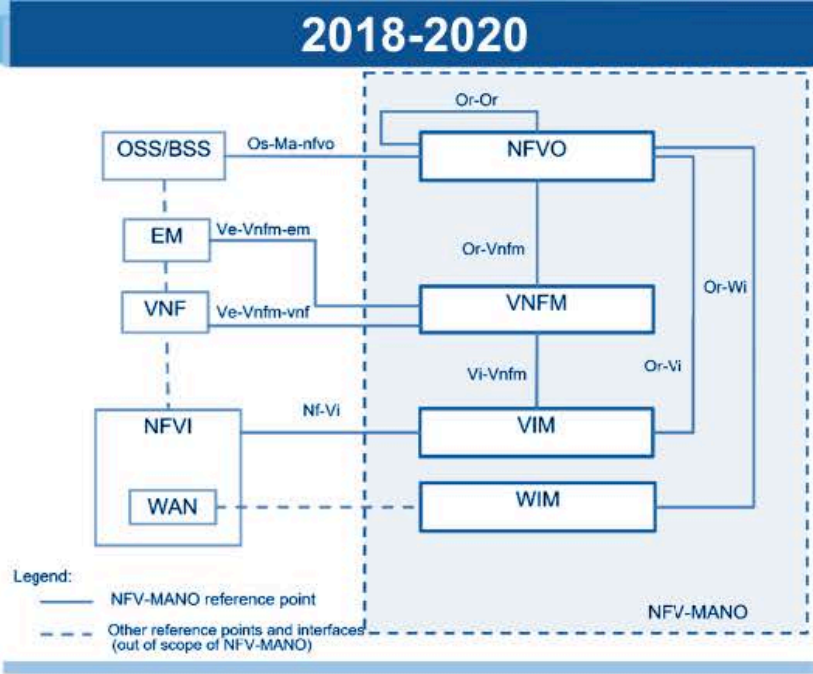 2018-2020
Or-Or
OSS/BSS
Os-Ma-nfvo
NFVO
EM
Ve-Vnfm-em
Or-Vnfm
VNF
Ve-Vnfm-vnf
VNFM
Or-Wi
Vi-Vnfm
Or-Vi
NFVI
Nf-Vi
VIM
WAN
WIM
Legend:
NFV-MANO reference point
Other reference points and interfaces
(out of scope of NFV-MANO)
NFV-MANO